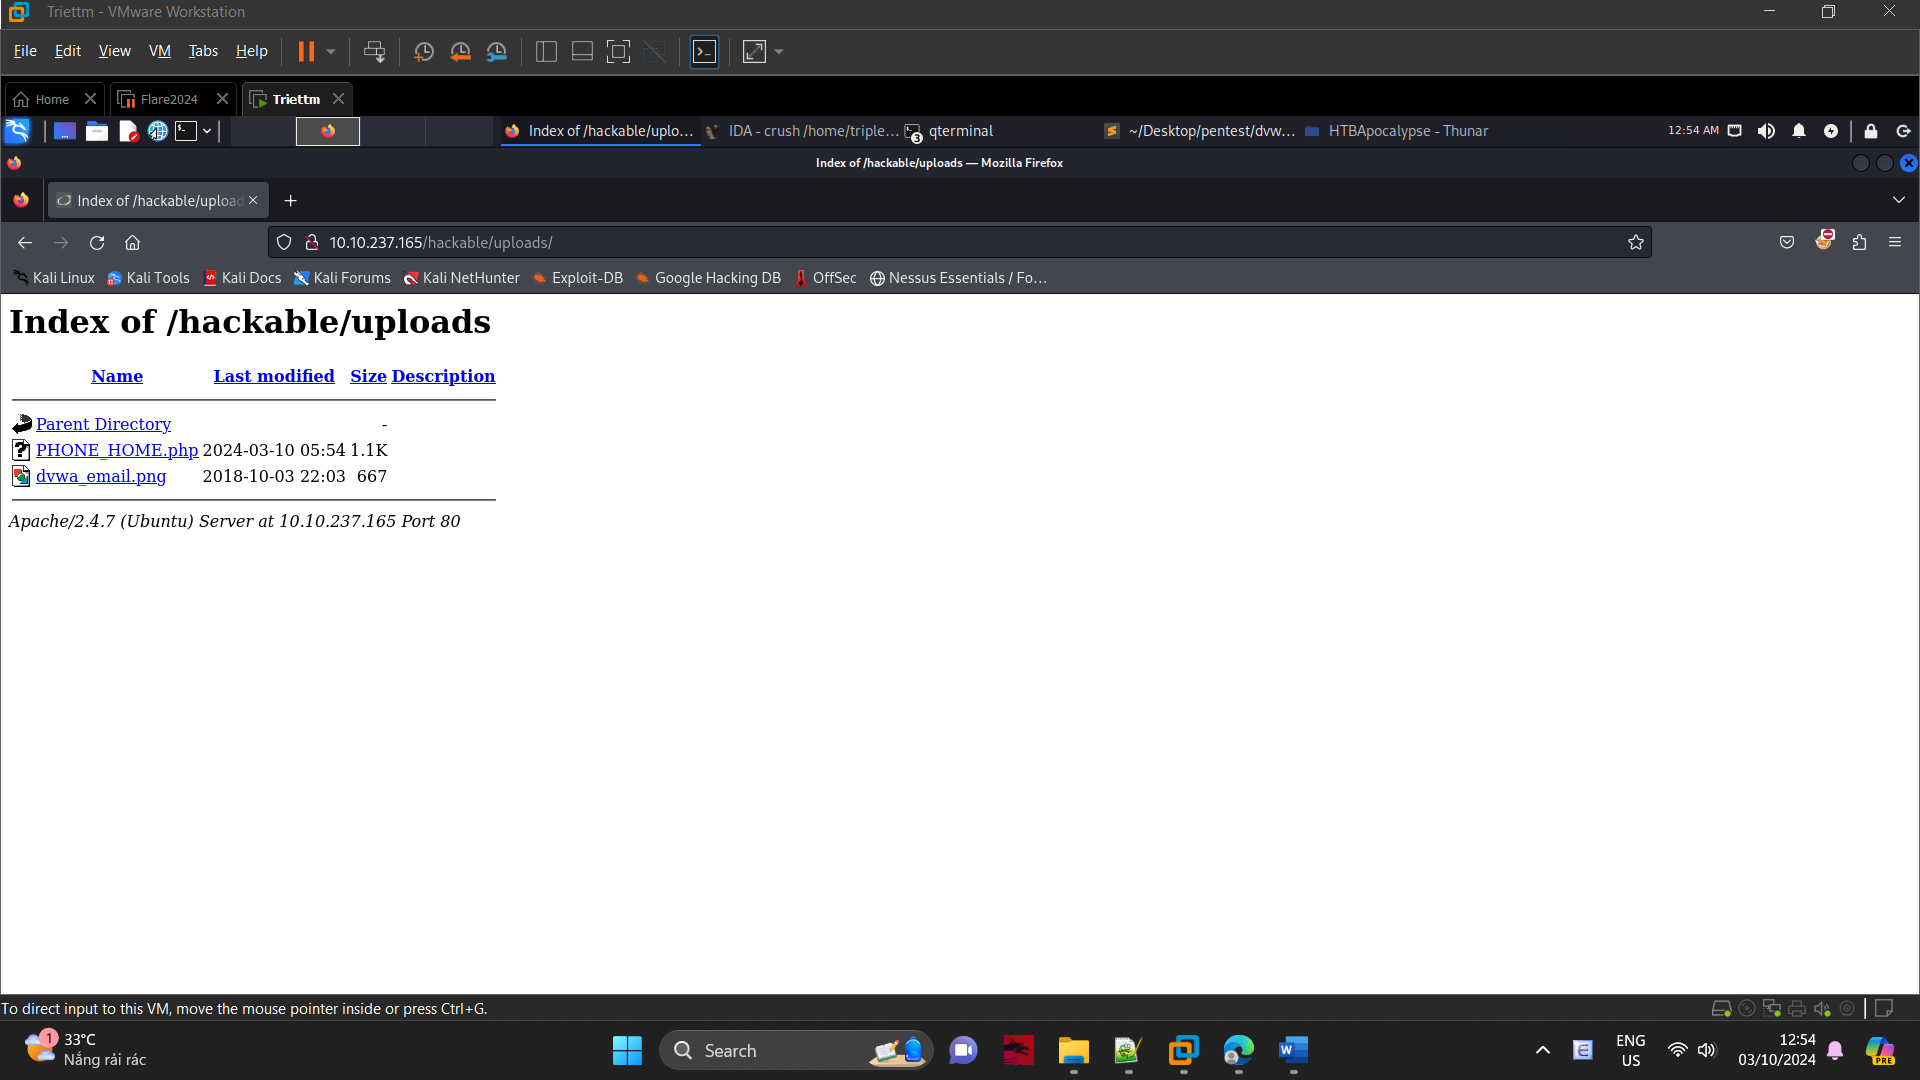 Triettm - VMware Workstation
File Edit View VM Tabs Help
Home Flare2024 Triettm
Index of /hackable/uplo... IDA - crush /home/triple... 3 qterminal ~/Desktop/pentest/dvw... HTBApocalypse - Thunar 12:54 AM
Index of /hackable/uploads — Mozilla Firefox
Index of /hackable/upload
10.10.237.165/hackable/uploads/
Kali Linux Kali Tools Kali Docs Kali Forums Kali NetHunter Exploit-DB Google Hacking DB OffSec Nessus Essentials / Fo...
Index of /hackable/uploads
Name Last modified Size Description
Parent Directory -
PHONE_HOME.php 2024-03-10 05:54 1.1K
dvwa_email.png 2018-10-03 22:03 667
Apache/2.4.7 (Ubuntu) Server at 10.10.237.165 Port 80
To direct input to this VM, move the mouse pointer inside or press Ctrl+G.
1 33°C
Nắng rải rác
Search
ENG
US
12:54
03/10/2024
PRE